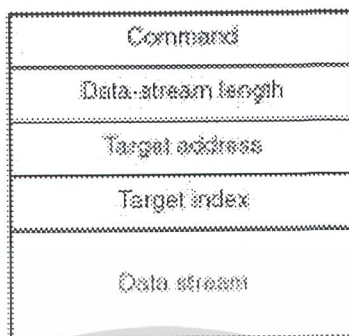 Command
Data-stream length
Target address
Target index
Data stream